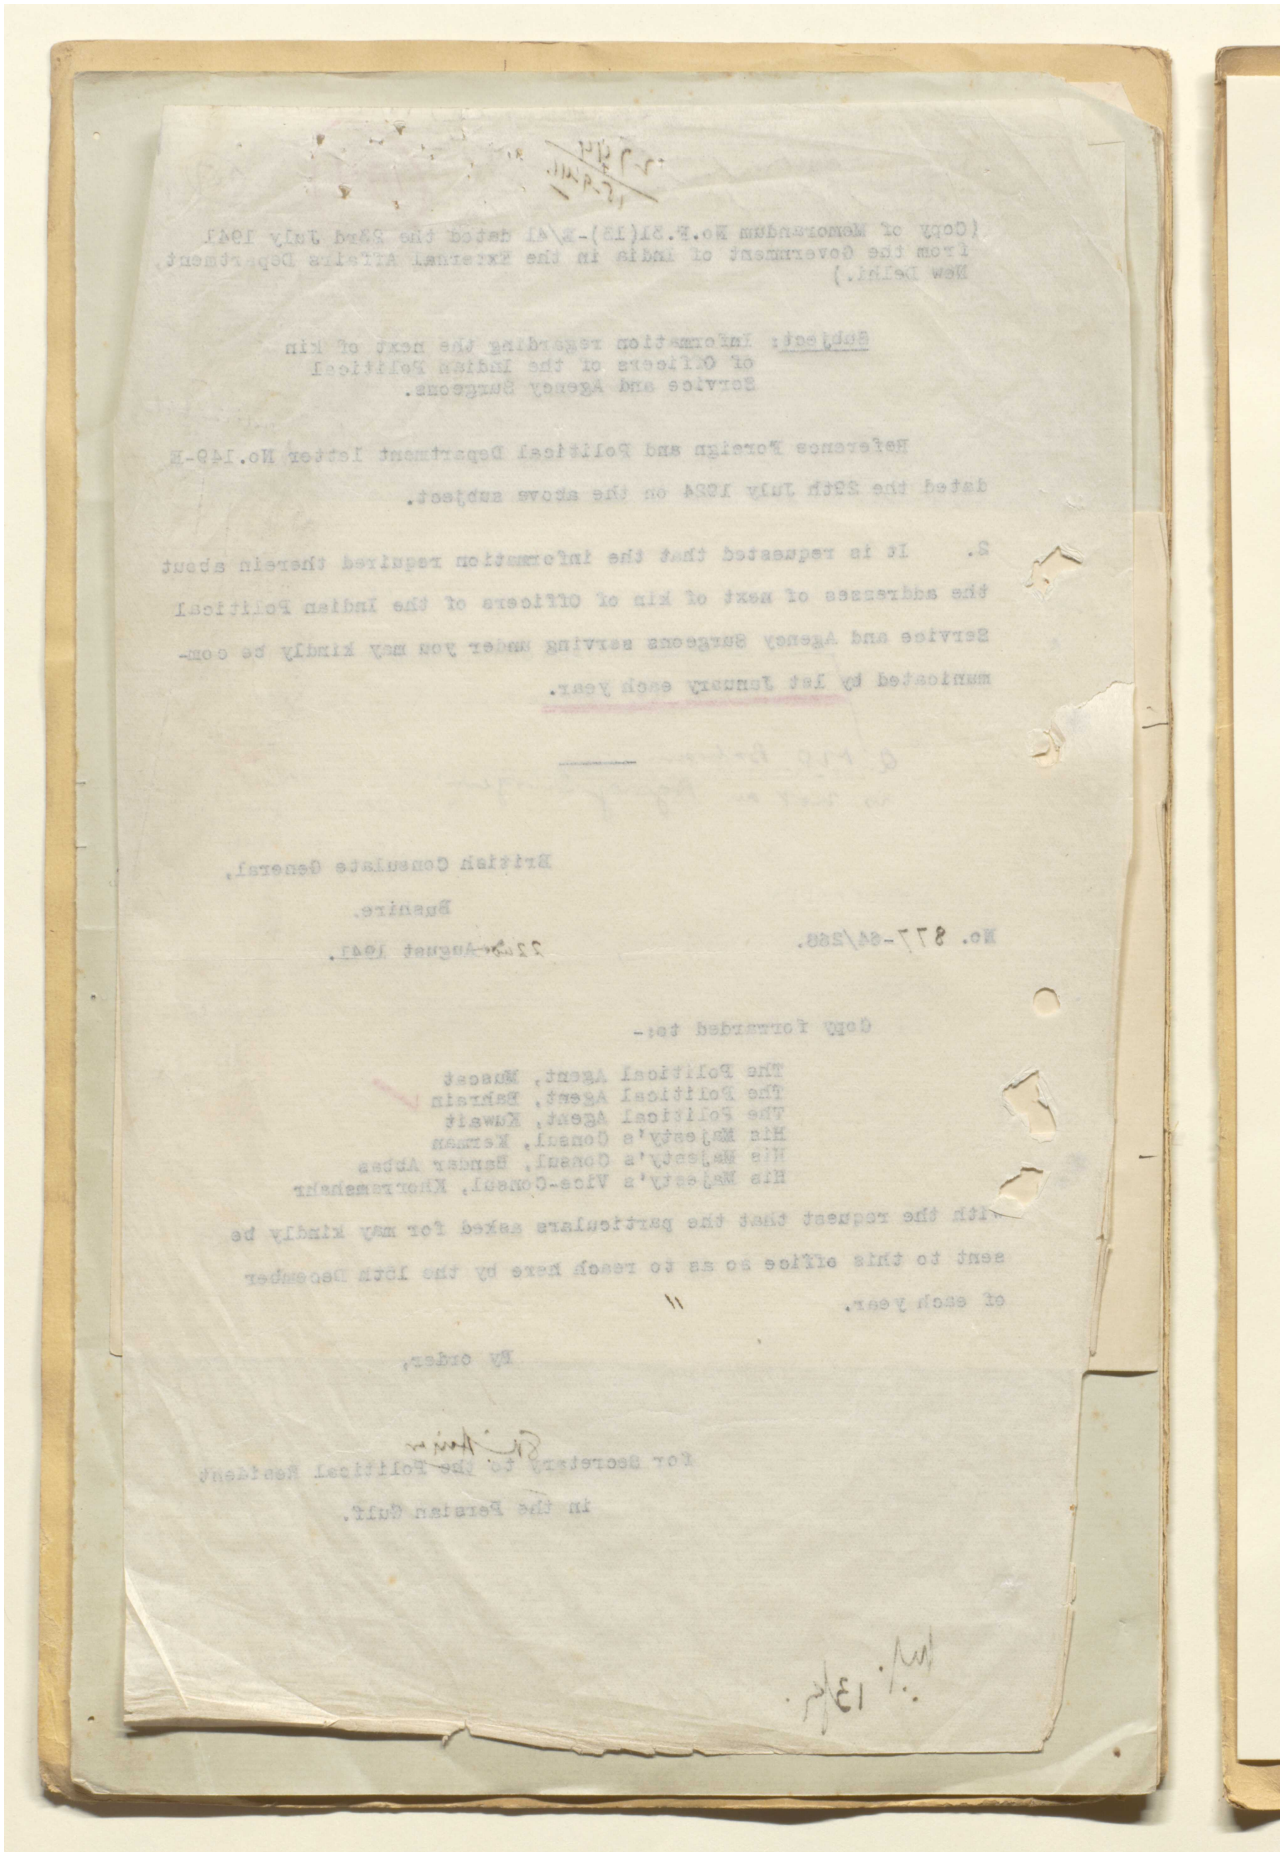 (Copy of Memorandum No.F.31(13)-E/41 dated the 23rd July 1941
from the Government of India in the External Affairs Department,
New Delhi.)
Subject: Information regarding the next of kin
of Officers of the Indian Political
Service and Agency Surgeons.
Reference Foreign and Political Department letter No.149-E
dated the 29th July 1924 on the above subject.
2. It is requested that the information required therein about
the addresses of next of kin of Officers of the Indian Political
Service and Agency Surgeons serving under you may kindly be com-
municated by 1st January each year.
British Consulate General,
Bushire.
No. 877-64/268. 22nd August 1941.
Copy forwarded to:-
The Political Agent, Muscat
The Political Agent, Bahrain
The Political Agent, Kuwait
His Majesty's Consul, Kerman
His Majesty's Consul, Bandar Abbas
His Majesty's Vice-Consul, Khorramshahr
with the request that the particulars asked for may kindly be
sent to this office so as to reach here by the 15th December
of each year.
By order,
for Secretary to the Political Resident
in the Persian Gulf.